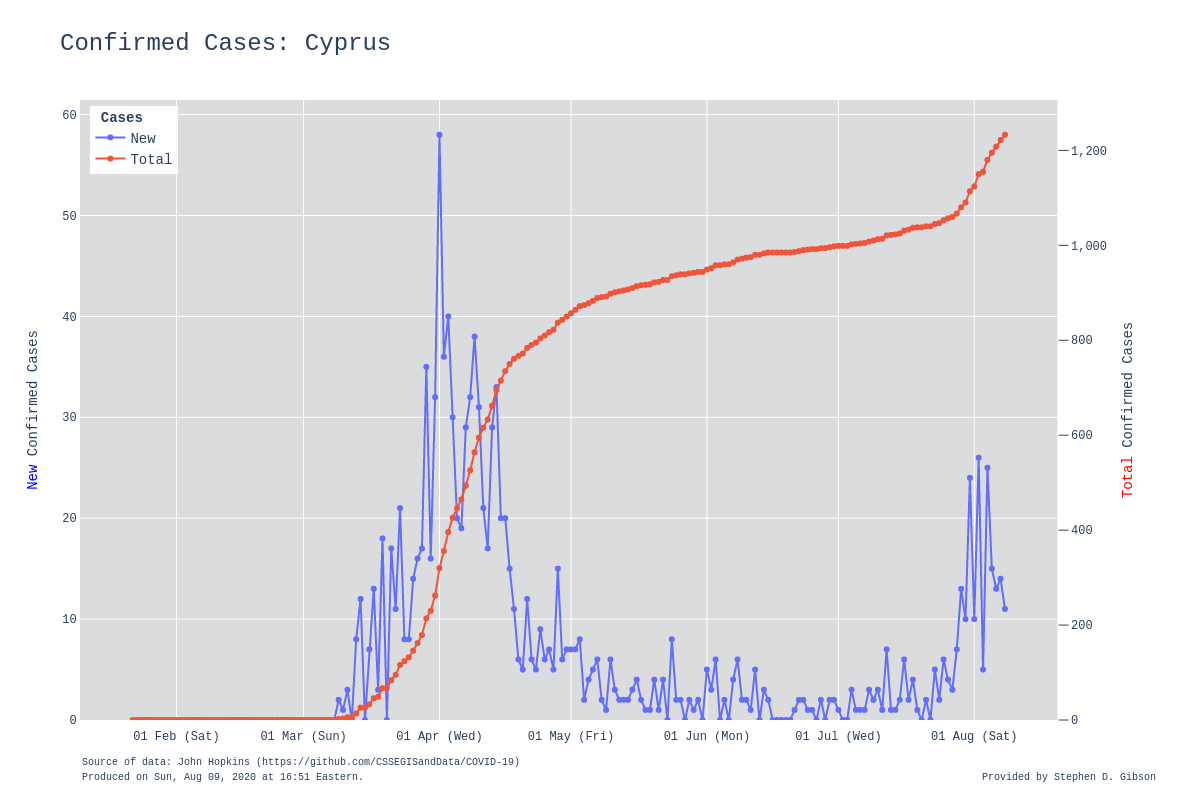 Confirmed Cases: Cyprus
Cases
New
Total
60
50
40
30
20
10
0
1,200
1,000
800
600
400
200
0
New Confirmed Cases
Total Confirmed Cases
01 Feb (Sat)
01 Mar (Sun)
01 Apr (Wed)
01 May (Fri)
01 Jun (Mon)
01 Jul (Wed)
01 Aug (Sat)
Source of data: John Hopkins (https://github.com/CSSEGISandData/COVID-19)
Produced on Sun, Aug 09, 2020 at 16:51 Eastern.
Provided by Stephen D. Gibson